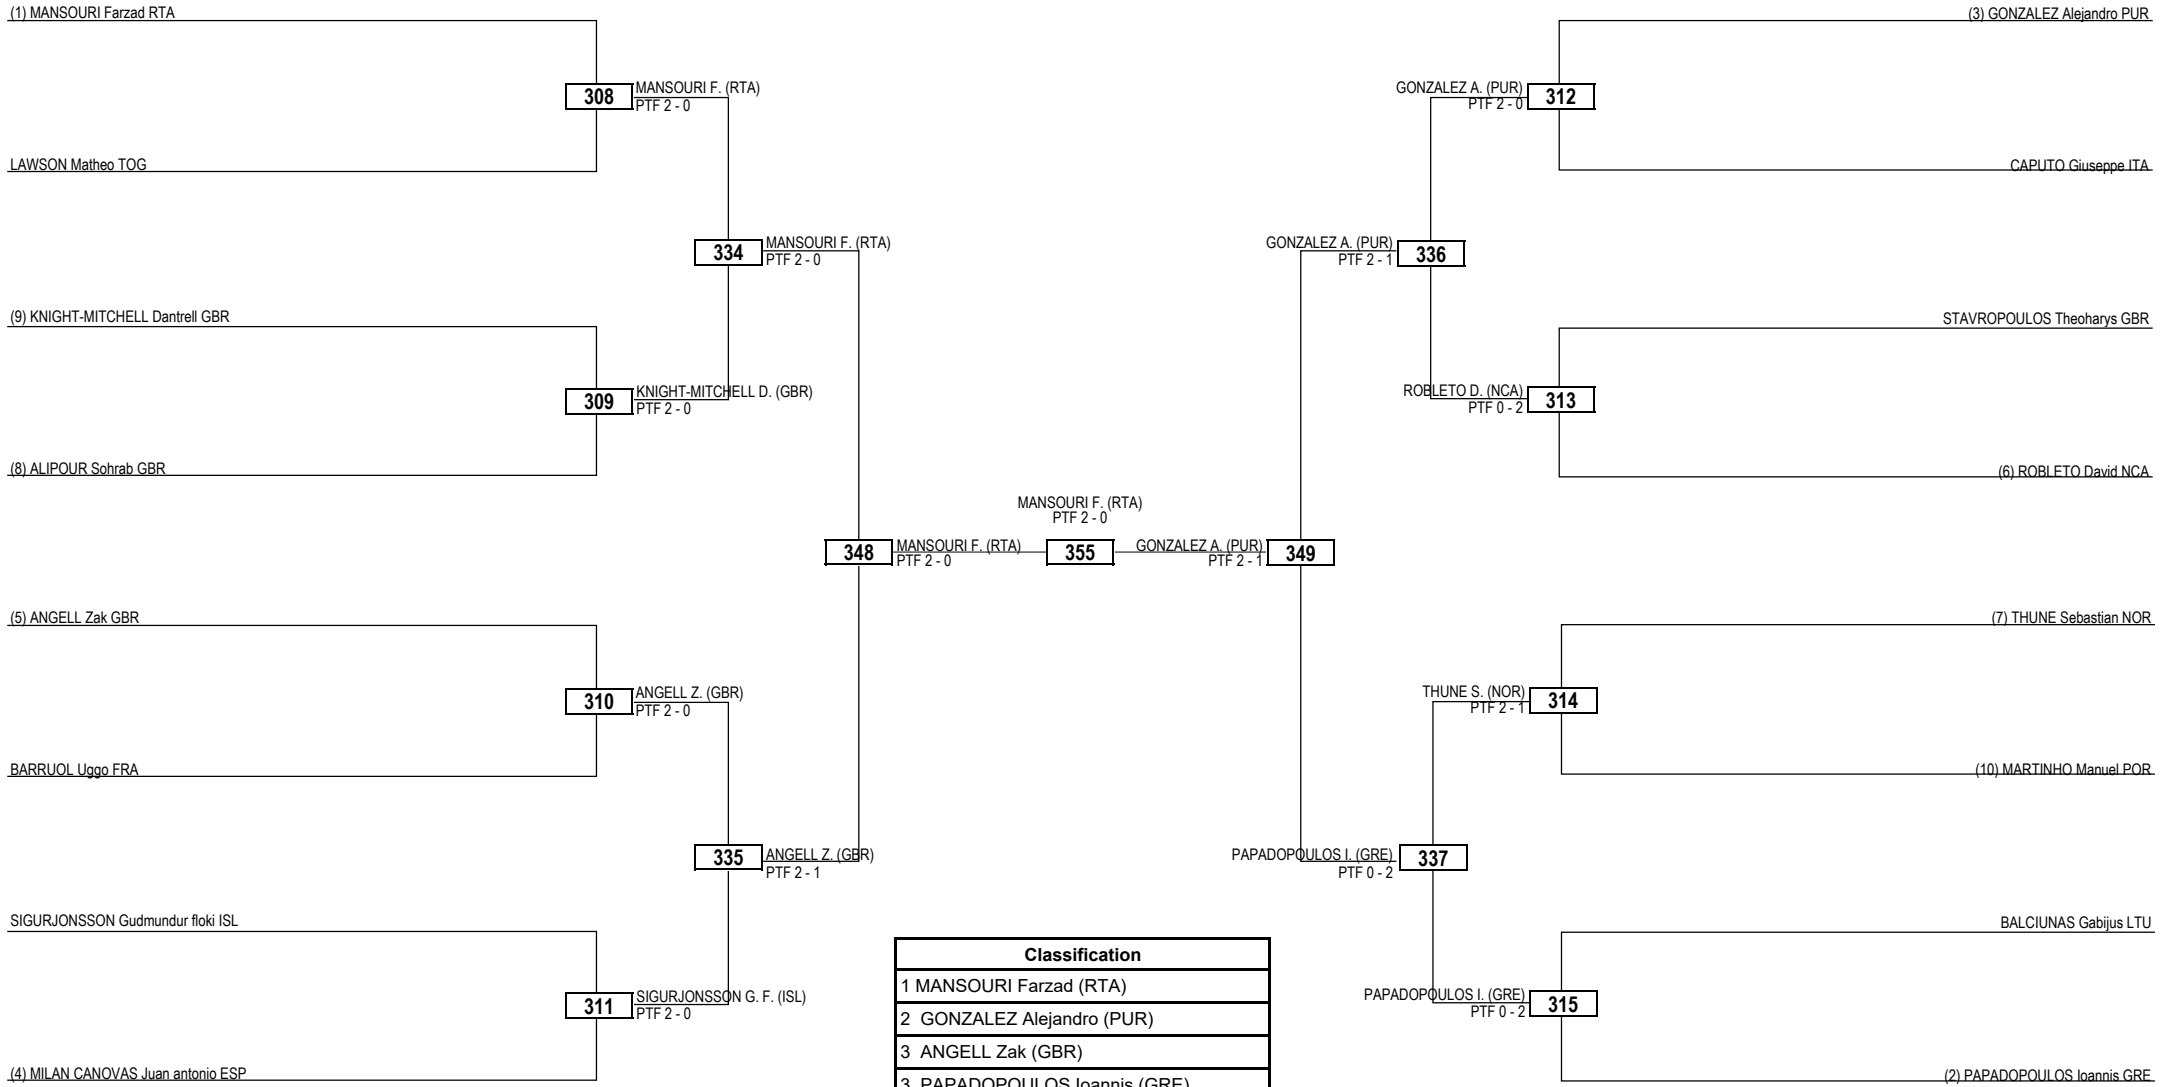 (1) MANSOURI Farzad RTA
(3) GONZALEZ Alejandro PUR
308
MANSOURI F. (RTA)
PTF 2 - 0
GONZALEZ A. (PUR)
PTF 2 - 0
312
LAWSON Matheo TOG
CAPUTO Giuseppe ITA
334
MANSOURI F. (RTA)
PTF 2 - 0
GONZALEZ A. (PUR)
PTF 2 - 1
336
(9) KNIGHT-MITCHELL Dantrell GBR
STAVROPOULOS Theoharys GBR
309
KNIGHT-MITCHELL D. (GBR)
PTF 2 - 0
ROBLETO D. (NCA)
PTF 0 - 2
313
(8) ALIPOUR Sohrab GBR
(6) ROBLETO David NCA
MANSOURI F. (RTA)
PTF 2 - 0
348
MANSOURI F. (RTA)
PTF 2 - 0
355
GONZALEZ A. (PUR)
PTF 2 - 1
349
(5) ANGELL Zak GBR
(7) THUNE Sebastian NOR
310
ANGELL Z. (GBR)
PTF 2 - 0
THUNE S. (NOR)
PTF 2 - 1
314
BARRUOL Uggo FRA
(10) MARTINHO Manuel POR
335
ANGELL Z. (GBR)
PTF 2 - 1
PAPADOPOULOS I. (GRE)
PTF 0 - 2
337
SIGURJONSSON Gudmundur floki ISL
BALCIUNAS Gabijus LTU
311
SIGURJONSSON G. F. (ISL)
PTF 2 - 0
PAPADOPOULOS I. (GRE)
PTF 0 - 2
315
(4) MILAN CANOVAS Juan antonio ESP
(2) PAPADOPOULOS Ioannis GRE
Classification
1 MANSOURI Farzad (RTA)
2 GONZALEZ Alejandro (PUR)
3 ANGELL Zak (GBR)
3 PAPADOPOULOS Ioannis (GRE)